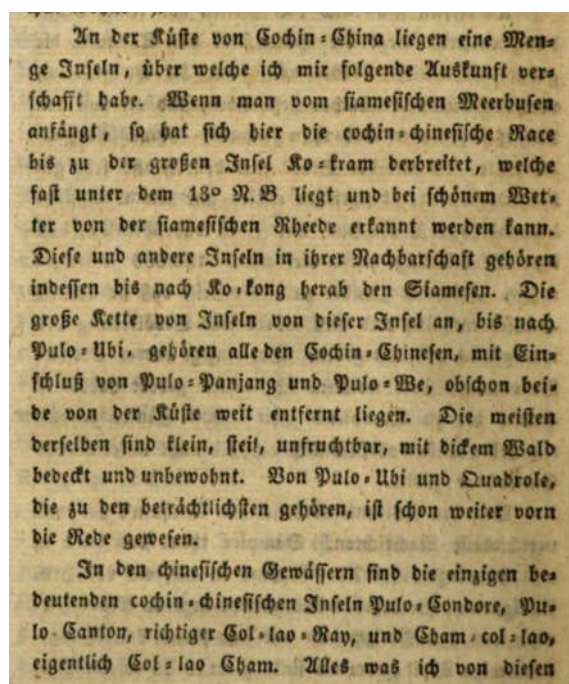 An der Küste von Cochin-China liegen eine Men-
ge Inseln, über welche ich mir folgende Auskunft ver-
schafft habe. Wenn man vom siamesischen Meerbusen
anfängt, so hat sich hier die cochin-chinesische Race
bis zu der großen Insel Ko-kram derbreitet, welche
fast unter dem 13° N. B liegt und bei schönem Wet-
ter von der siamesischen Rheede erkannt werden kann.
Diese und andere Inseln in ihrer Nachbarschaft gehören
indessen bis nach Ko-kong herab den Siamesen. Die
große Kette von Inseln von dieser Insel an, bis nach
Pulo-Ubi, gehören alle den Cochin-Chinesen, mit Ein-
schluß von Pulo-Panjang und Pulo-We, obschon bei-
de von der Küste weit entfernt liegen. Die meisten
derselben sind klein, steil, unfruchtbar, mit dickem Wald
bedeckt und unbewohnt. Von Pulo-Ubi und Quadrole,
die zu den beträchtlichsten gehören, ist schon weiter vorn
die Rede gewesen.
In den chinesischen Gewässern sind die einzigen be-
deutenden cochin-chinesischen Inseln Pulo-Condore, Pu-
lo-Canton, richtiger Col-lao-Ray, und Cham-col-lao,
eigentlich Col-lao Cham. Alles was ich von diesen